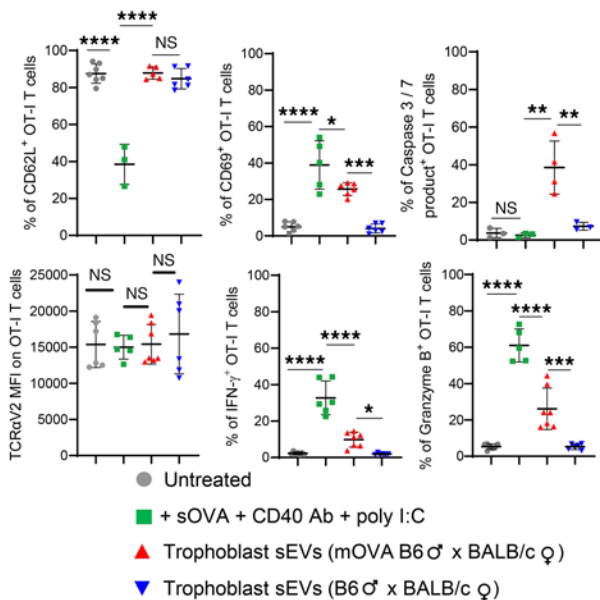 **** **** NS
% of CD62L+ OT-I T cells
100
80
60
40
20
0
**** * ***
% of CD69+ OT-I T cells
100
80
60
40
20
0
NS ** **
% of Caspase 3 / 7
product+ OT-I T cells
100
80
60
40
20
0
NS NS NS
TCRαV2 MFI on OT-I T cells
25000
20000
15000
10000
5000
0
**** **** *
% of IFN-γ+ OT-I T cells
100
80
60
40
20
0
**** **** ***
% of Granzyme B+ OT-I T cells
100
80
60
40
20
0
Untreated
+ sOVA + CD40 Ab + poly I:C
Trophoblast sEVs (mOVA B6♂ x BALB/c ♀)
Trophoblast sEVs (B6♂ x BALB/c ♀)